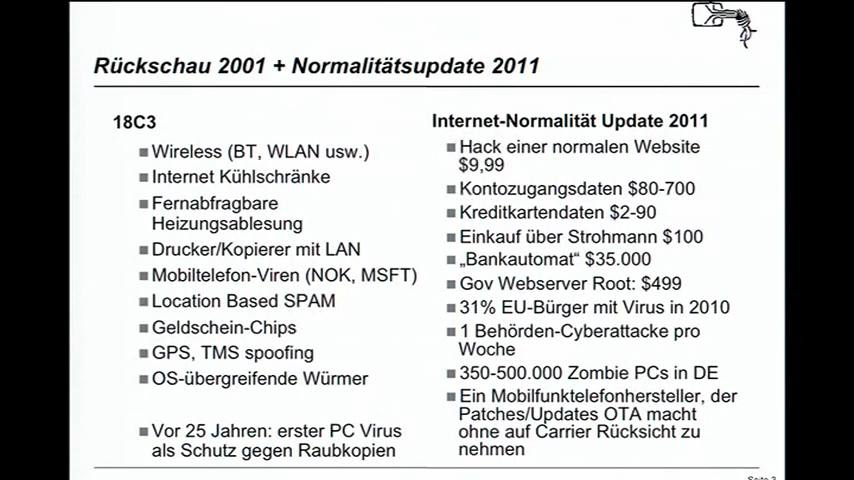 Rückschau 2001 + Normalitätsupdate 2011
18C3
Wireless (BT, WLAN usw.)
Internet Kühlschränke
Fernabfragbare
Heizungsablesung
Drucker/Kopierer mit LAN
Mobiltelefon-Viren (NOK, MSFT)
Location Based SPAM
Geldschein-Chips
GPS, TMS spoofing
OS-übergreifende Würmer
Vor 25 Jahren: erster PC Virus
als Schutz gegen Raubkopien
Internet-Normalität Update 2011
Hack einer normalen Website
$9,99
Kontozugangsdaten $80-700
Kreditkartendaten $2-90
Einkauf über Strohmann $100
„Bankautomat“ $35.000
Gov Webserver Root: $499
31% EU-Bürger mit Virus in 2010
1 Behörden-Cyberattacke pro
Woche
350-500.000 Zombie PCs in DE
Ein Mobilfunktelefonhersteller, der
Patches/Updates OTA macht
ohne auf Carrier Rücksicht zu
nehmen